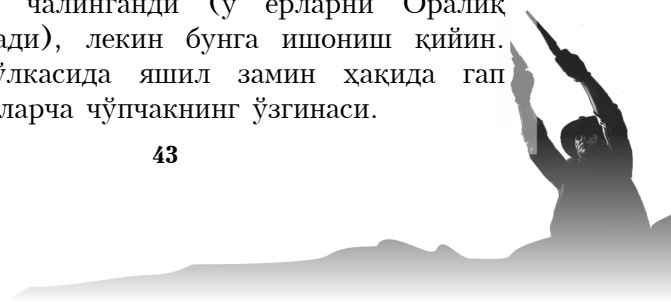 чалинганди (у ерларни Оралиқ
ади), лекин бунга ишониш қийин.
ўлкасида яшил замин ҳақида гап
ларча чўпчакнинг ўзгинаси.
43